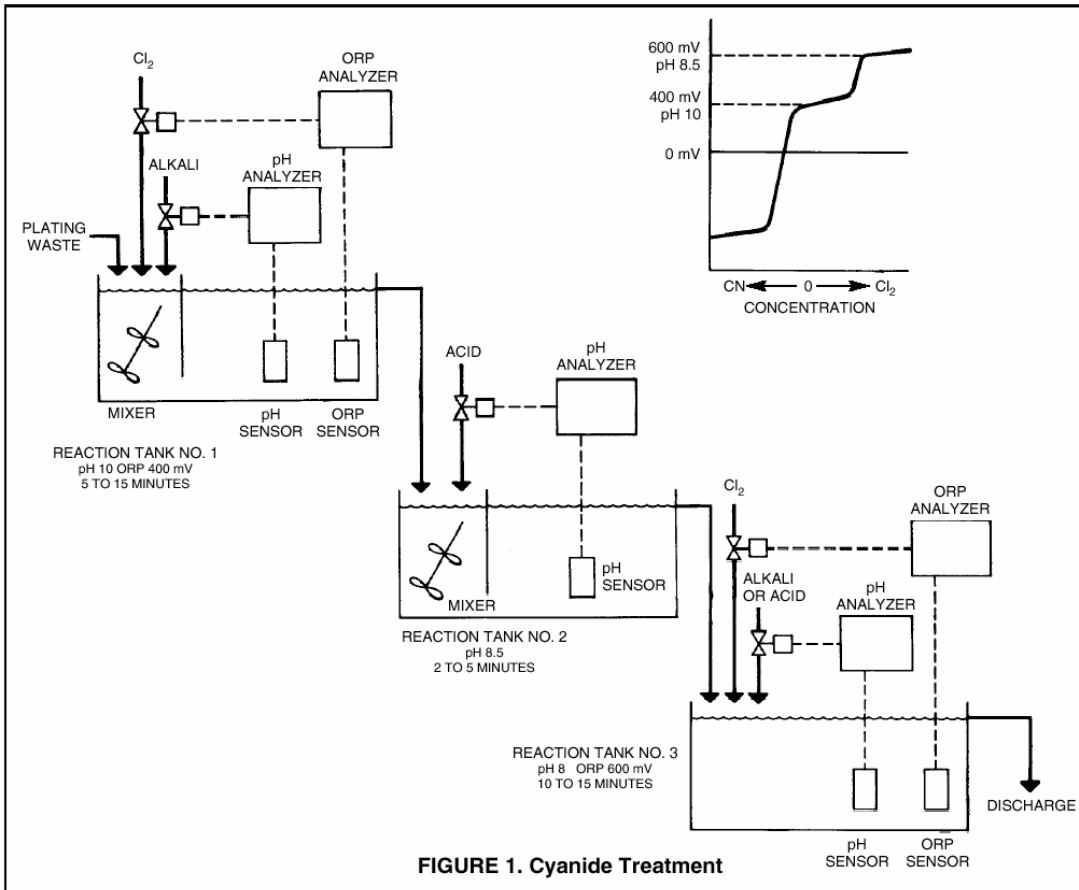 Cl₂
ORP
ANALYZER
ALKALI
pH
ANALYZER
PLATING
WASTE
MIXER
pH
SENSOR
ORP
SENSOR
REACTION TANK NO. 1
pH 10 ORP 400 mV
5 TO 15 MINUTES
600 mV
pH 8.5
400 mV
pH 10
0 mV
CN 0 Cl₂
CONCENTRATION
ACID
pH
ANALYZER
pH
SENSOR
MIXER
REACTION TANK NO. 2
pH 8.5
2 TO 5 MINUTES
Cl₂
ORP
ANALYZER
ALKALI
OR ACID
pH
ANALYZER
REACTION TANK NO. 3
pH 8 ORP 600 mV
10 TO 15 MINUTES
pH
SENSOR
ORP
SENSOR
DISCHARGE
FIGURE 1. Cyanide Treatment